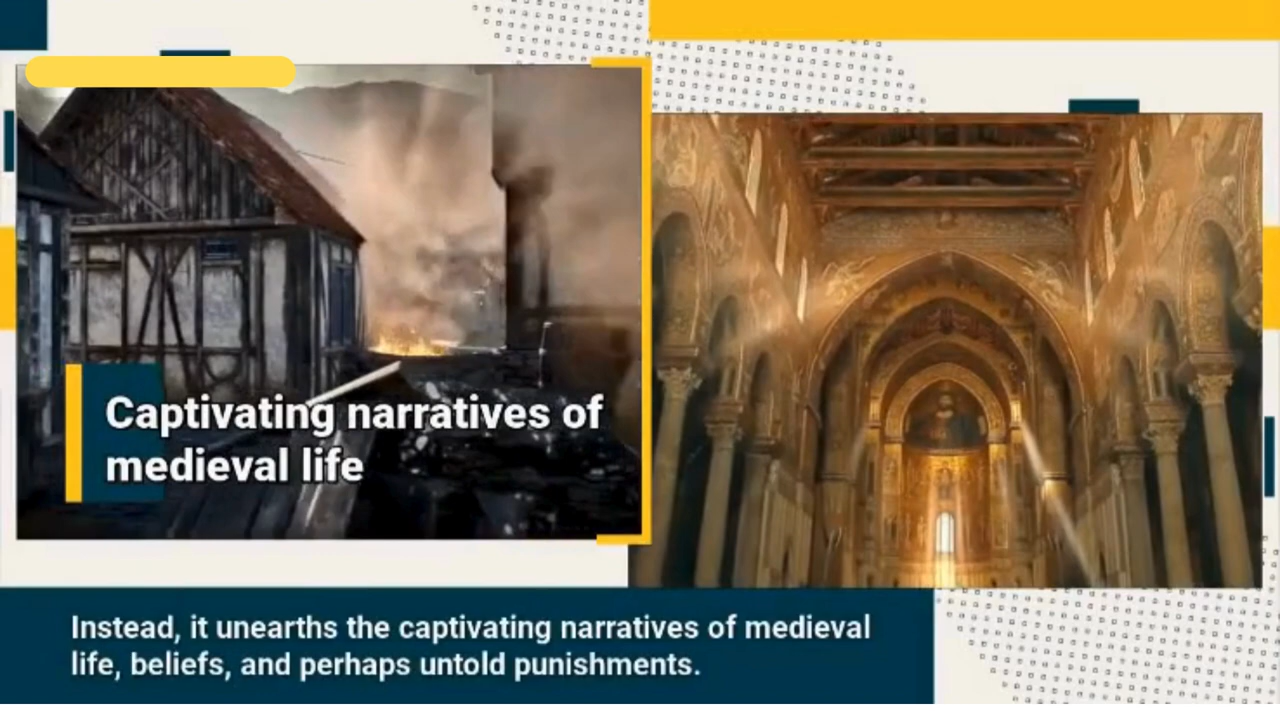 Captivating narratives of
medieval life
Instead, it unearths the captivating narratives of medieval
life, beliefs, and perhaps untold punishments.